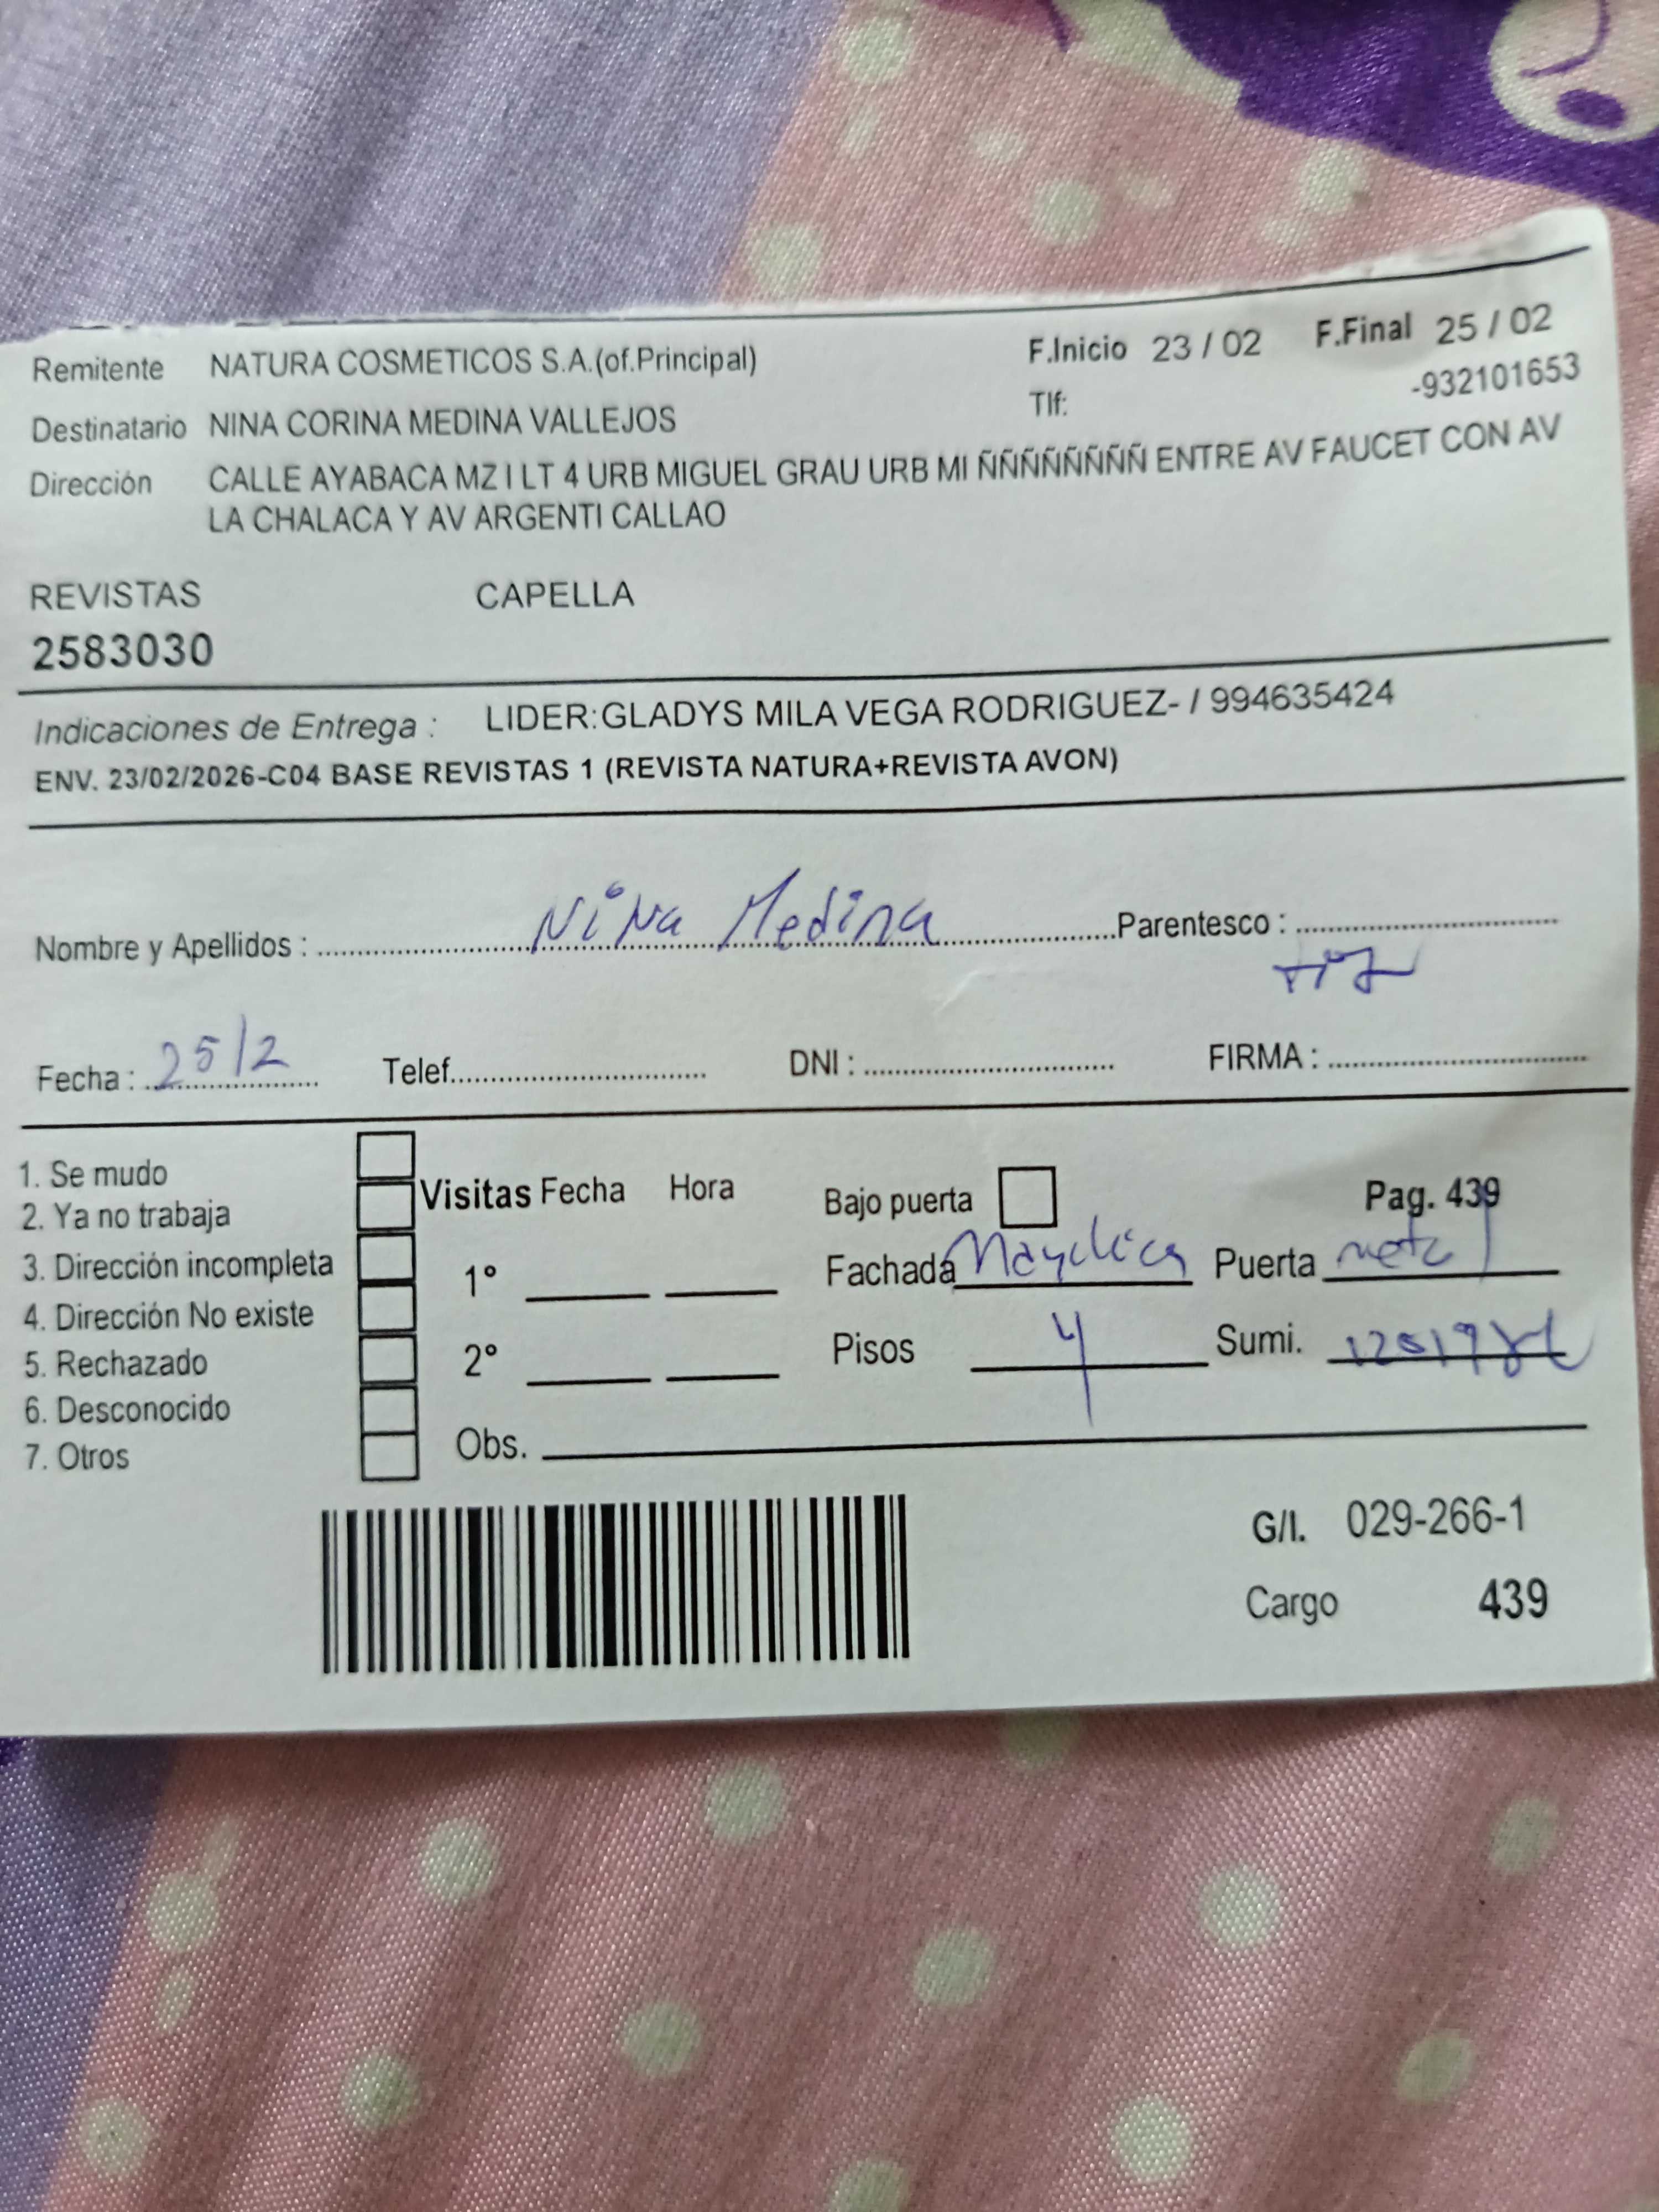 Remitente NATURA COSMETICOS S.A.(of.Principal) F.Inicio 23 / 02 F.Final 25 / 02
Destinatario NINA CORINA MEDINA VALLEJOS Tlf: -932101653
Dirección CALLE AYABACA MZ I LT 4 URB MIGUEL GRAU URB MI ÑÑÑÑÑÑÑÑ ENTRE AV FAUCET CON AV
LA CHALACA Y AV ARGENTI CALLAO
REVISTAS CAPELLA
2583030
Indicaciones de Entrega : LIDER:GLADYS MILA VEGA RODRIGUEZ- / 994635424
ENV. 23/02/2026-C04 BASE REVISTAS 1 (REVISTA NATURA+REVISTA AVON)
Nombre y Apellidos : Nina Medina Parentesco :
Fecha : 25/2 Telef. DNI : FIRMA :
1. Se mudo
2. Ya no trabaja
3. Dirección incompleta
4. Dirección No existe
5. Rechazado
6. Desconocido
7. Otros
Visitas Fecha Hora
1°
2°
Obs.
Bajo puerta Pag. 439
Fachada Puerta
Pisos 4 Sumi.
G/I. 029-266-1
Cargo 439